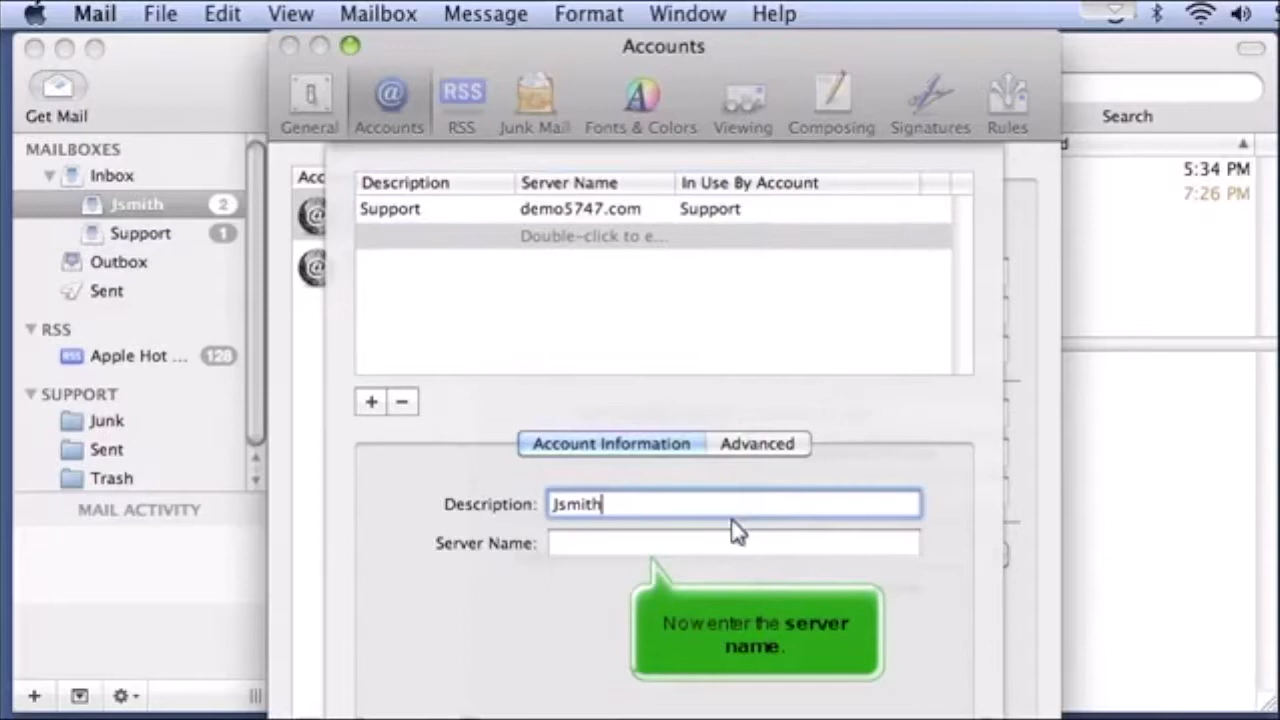 Mail File Edit View Mailbox Message Format Window Help
Accounts
Get Mail
General Accounts RSS RSS Junk Mail Fonts & Colors Viewing Composing Signatures Rules
Search
MAILBOXES
Inbox
Jsmith 2
Support 1
Outbox
Sent
RSS
RSS Apple Hot ... 128
SUPPORT
Junk
Sent
Trash
MAIL ACTIVITY
Acc
Description Server Name In Use By Account
Support demo5747.com Support
Double-click to e...
5:34 PM
7:26 PM
+ −
Account Information Advanced
Description: Jsmith
Server Name:
Now enter the server
name.